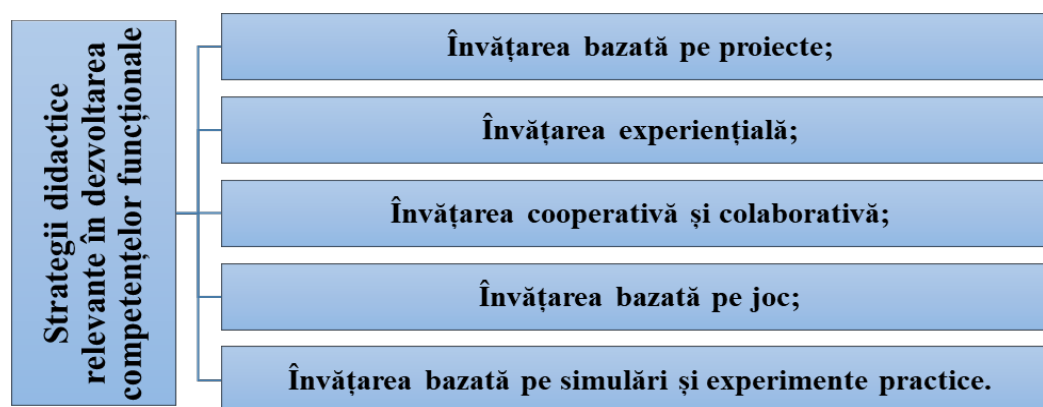 Strategii didactice
relevante în dezvoltarea
competențelor funcționale
Învățarea bazată pe proiecte;
Învățarea experiențială;
Învățarea cooperativă și colaborativă;
Învățarea bazată pe joc;
Învățarea bazată pe simulări și experimente practice.